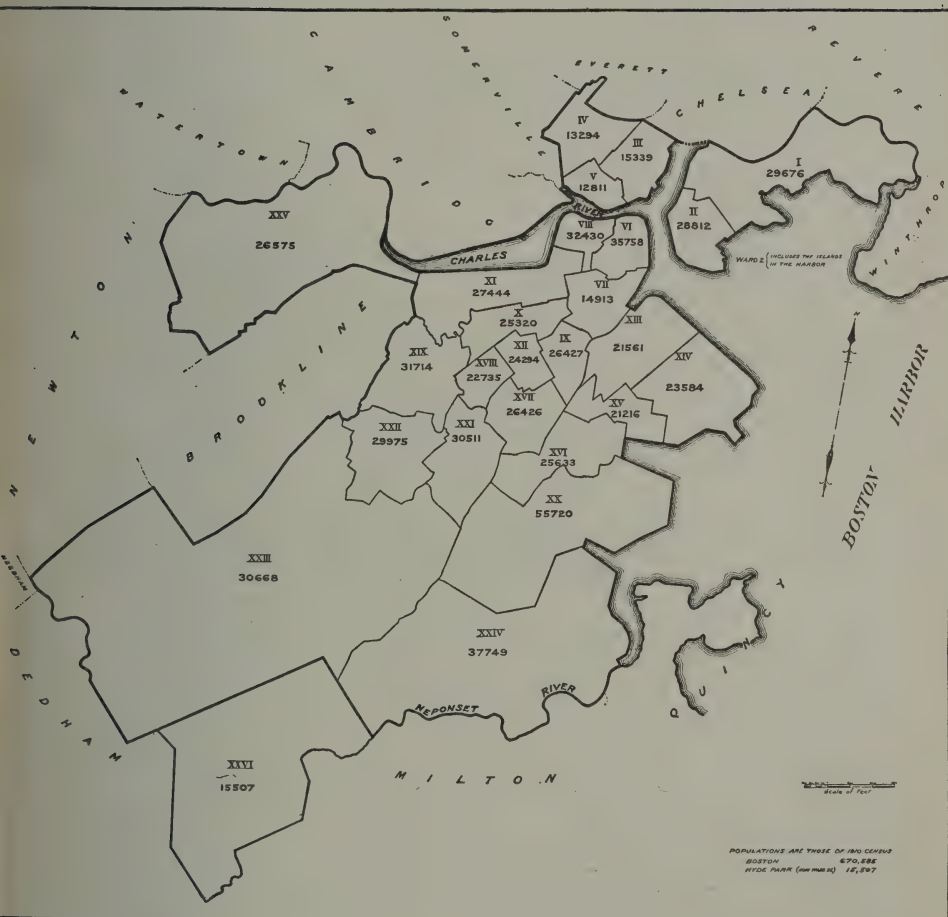 WATERTOWN
CAMBRIDGE
SOMERVILLE
EVERETT
CHELSEA
REVERE
WINTHROP
NEWTON
BROOKLINE
NEEDHAM
DEDHAM
MILTON
QUINCY
IV
13294
III
15339
V
12811
I
29676
II
28812
WARD 2 { INCLUDES THE ISLANDS
IN THE HARBOR
RIVER
CHARLES
VIII
32430
VI
35758
XXV
26575
XI
27444
VII
14913
X
25320
XIII
21561
XIX
31714
XVIII
22735
XII
24294
IX
26427
XIV
23584
XVII
26426
XV
21216
XXII
29975
XXI
30511
XVI
25633
XX
55720
BOSTON HARBOR
XXIII
30668
XXIV
37749
NEPONSET RIVER
XXVI
15507
Scale of Feet
POPULATIONS ARE THOSE OF 1910 CENSUS
BOSTON 670,585
HYDE PARK 15,507